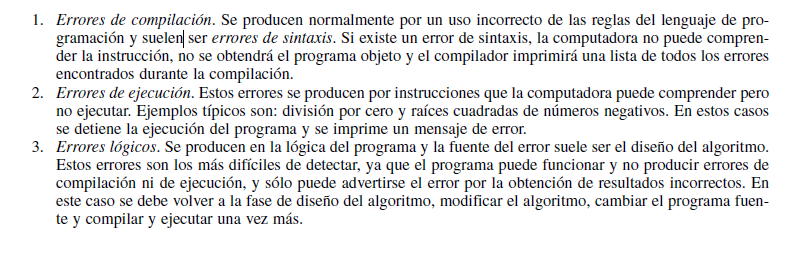 1. Errores de compilación. Se producen normalmente por un uso incorrecto de las reglas del lenguaje de pro-
gramación y suelen ser errores de sintaxis. Si existe un error de sintaxis, la computadora no puede compren-
der la instrucción, no se obtendrá el programa objeto y el compilador imprimirá una lista de todos los errores
encontrados durante la compilación.
2. Errores de ejecución. Estos errores se producen por instrucciones que la computadora puede comprender pero
no ejecutar. Ejemplos típicos son: división por cero y raíces cuadradas de números negativos. En estos casos
se detiene la ejecución del programa y se imprime un mensaje de error.
3. Errores lógicos. Se producen en la lógica del programa y la fuente del error suele ser el diseño del algoritmo.
Estos errores son los más difíciles de detectar, ya que el programa puede funcionar y no producir errores de
compilación ni de ejecución, y sólo puede advertirse el error por la obtención de resultados incorrectos. En
este caso se debe volver a la fase de diseño del algoritmo, modificar el algoritmo, cambiar el programa fuen-
te y compilar y ejecutar una vez más.